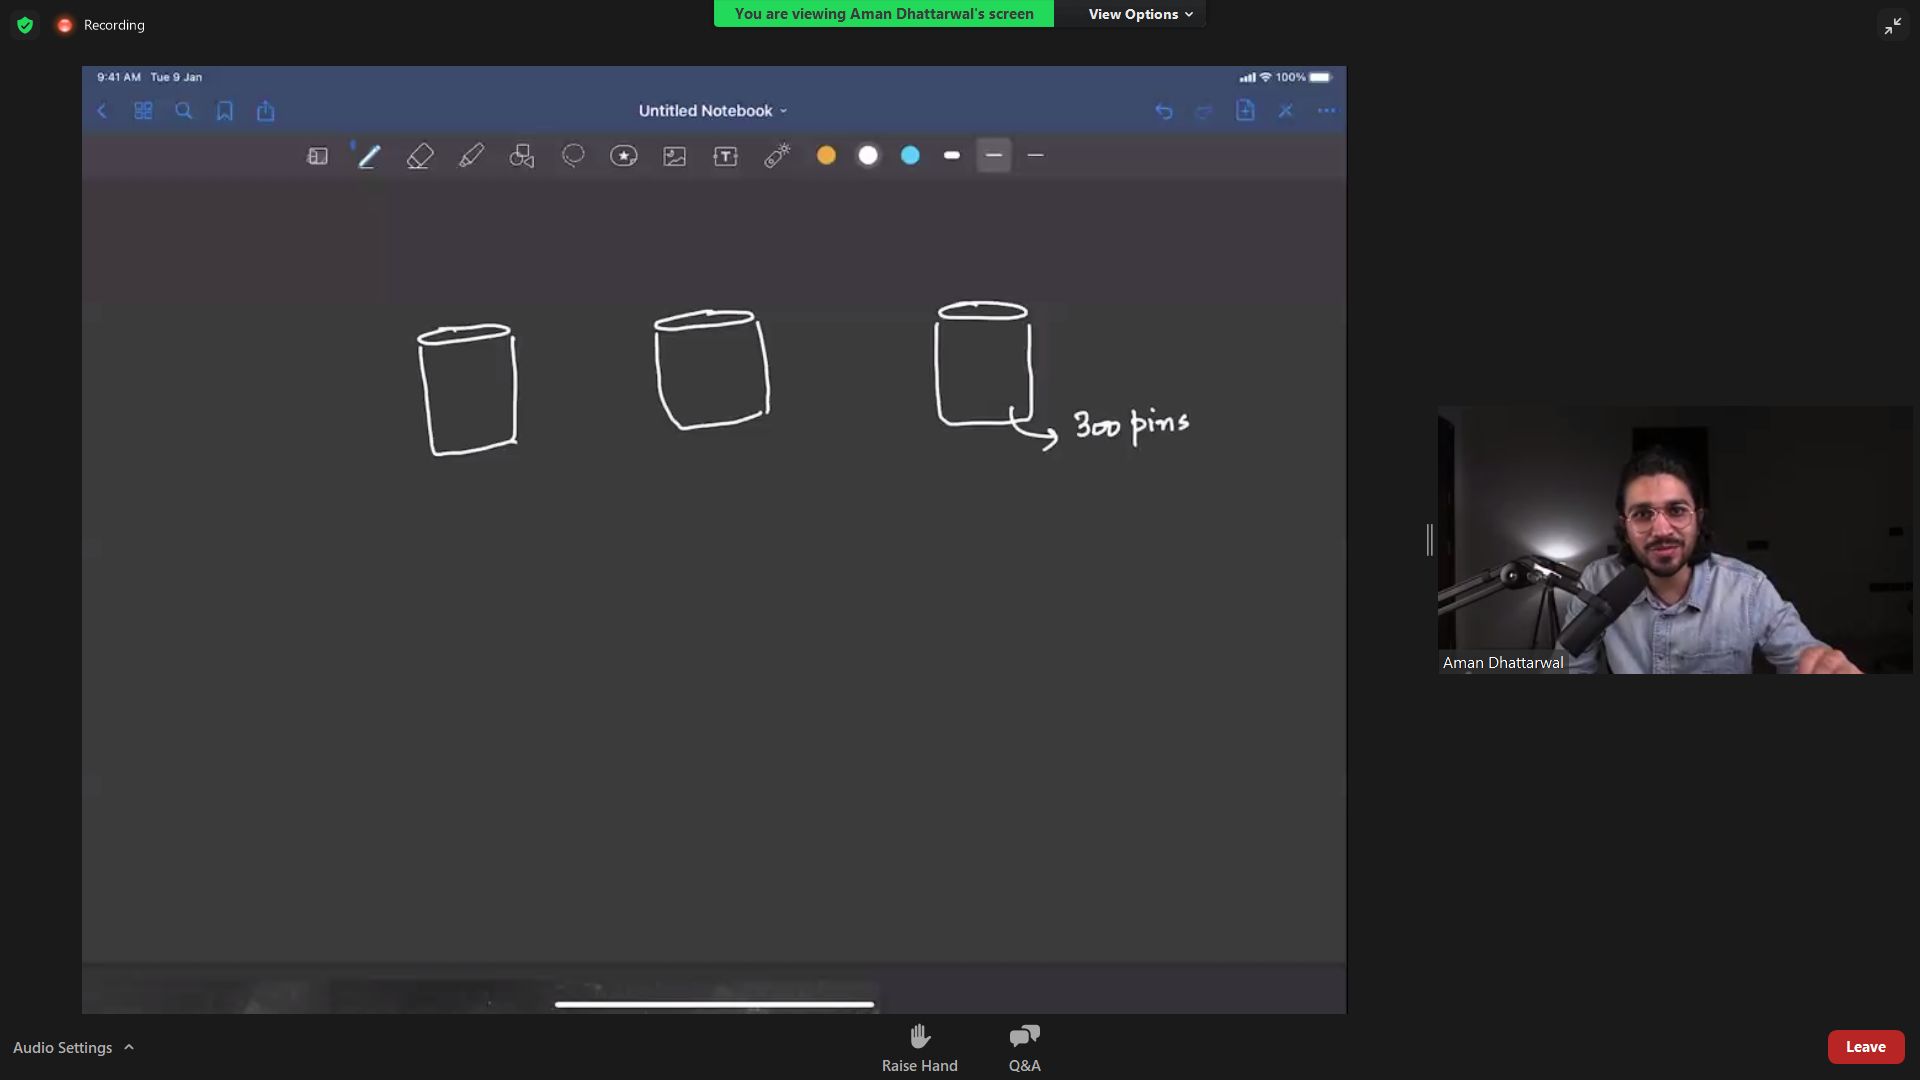 Recording
You are viewing Aman Dhattarwal's screen
View Options
9:41 AM Tue 9 Jan
100%
Untitled Notebook
T
300 pins
Aman Dhattarwal
Audio Settings
Raise Hand
Q&A
Leave